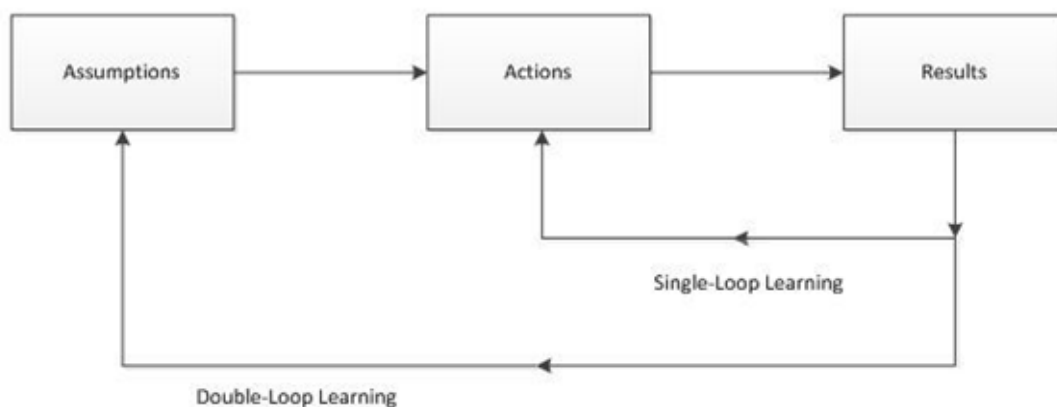 Assumptions
Actions
Results
Single-Loop Learning
Double-Loop Learning